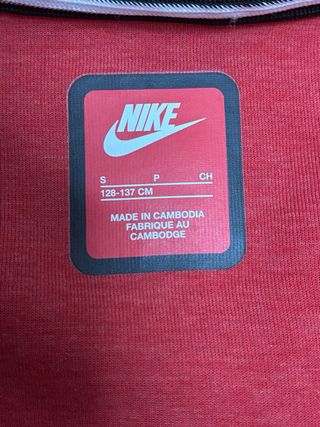 NIKE
S P CH
128-137 CM
MADE IN CAMBODIA
FABRIQUE AU
CAMBODGE